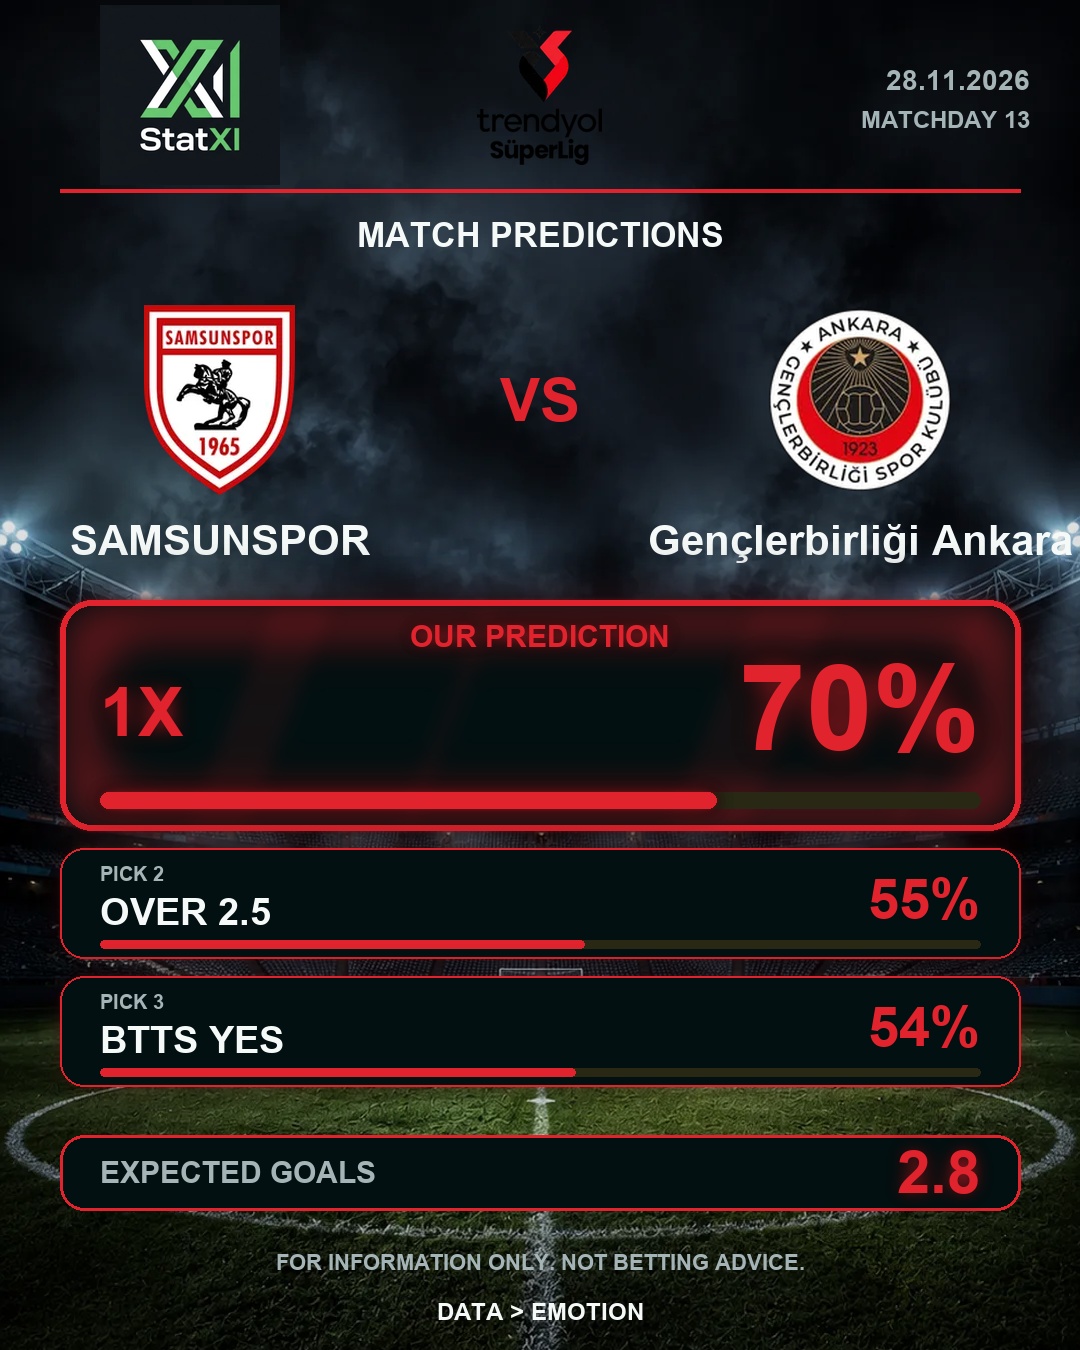 StatXI
trendyol
SüperLig
28.11.2026
MATCHDAY 13
MATCH PREDICTIONS
SAMSUNSPOR
1965
VS
ANKARA
GENÇLERBİRLİĞİ SPOR KULÜBÜ
1923
SAMSUNSPOR
Gençlerbirliği Ankara
OUR PREDICTION
1X
70%
PICK 2
OVER 2.5
55%
PICK 3
BTTS YES
54%
EXPECTED GOALS
2.8
FOR INFORMATION ONLY. NOT BETTING ADVICE.
DATA > EMOTION